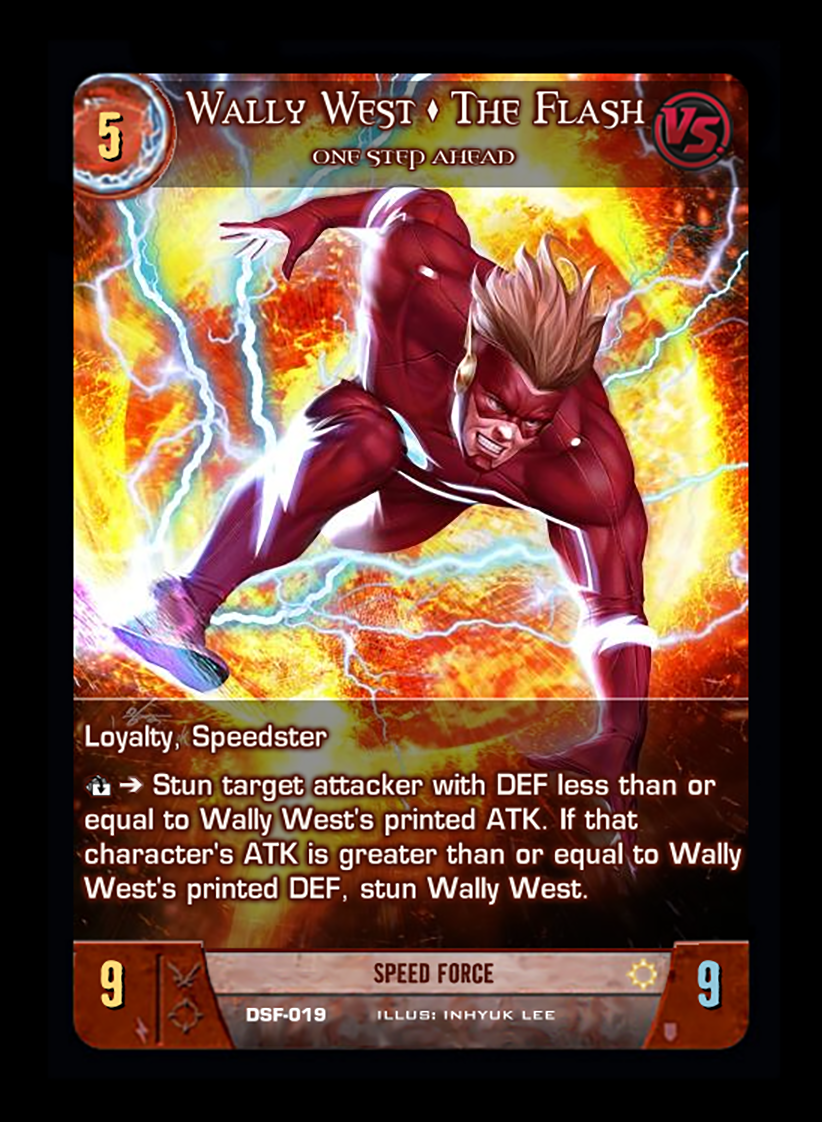 5
WALLY WEST ♦ THE FLASH
VS.
ONE STEP AHEAD
Loyalty, Speedster
➔ Stun target attacker with DEF less than or
equal to Wally West's printed ATK. If that
character's ATK is greater than or equal to Wally
West's printed DEF, stun Wally West.
9
SPEED FORCE
9
DSF-019 ILLUS: INHYUK LEE